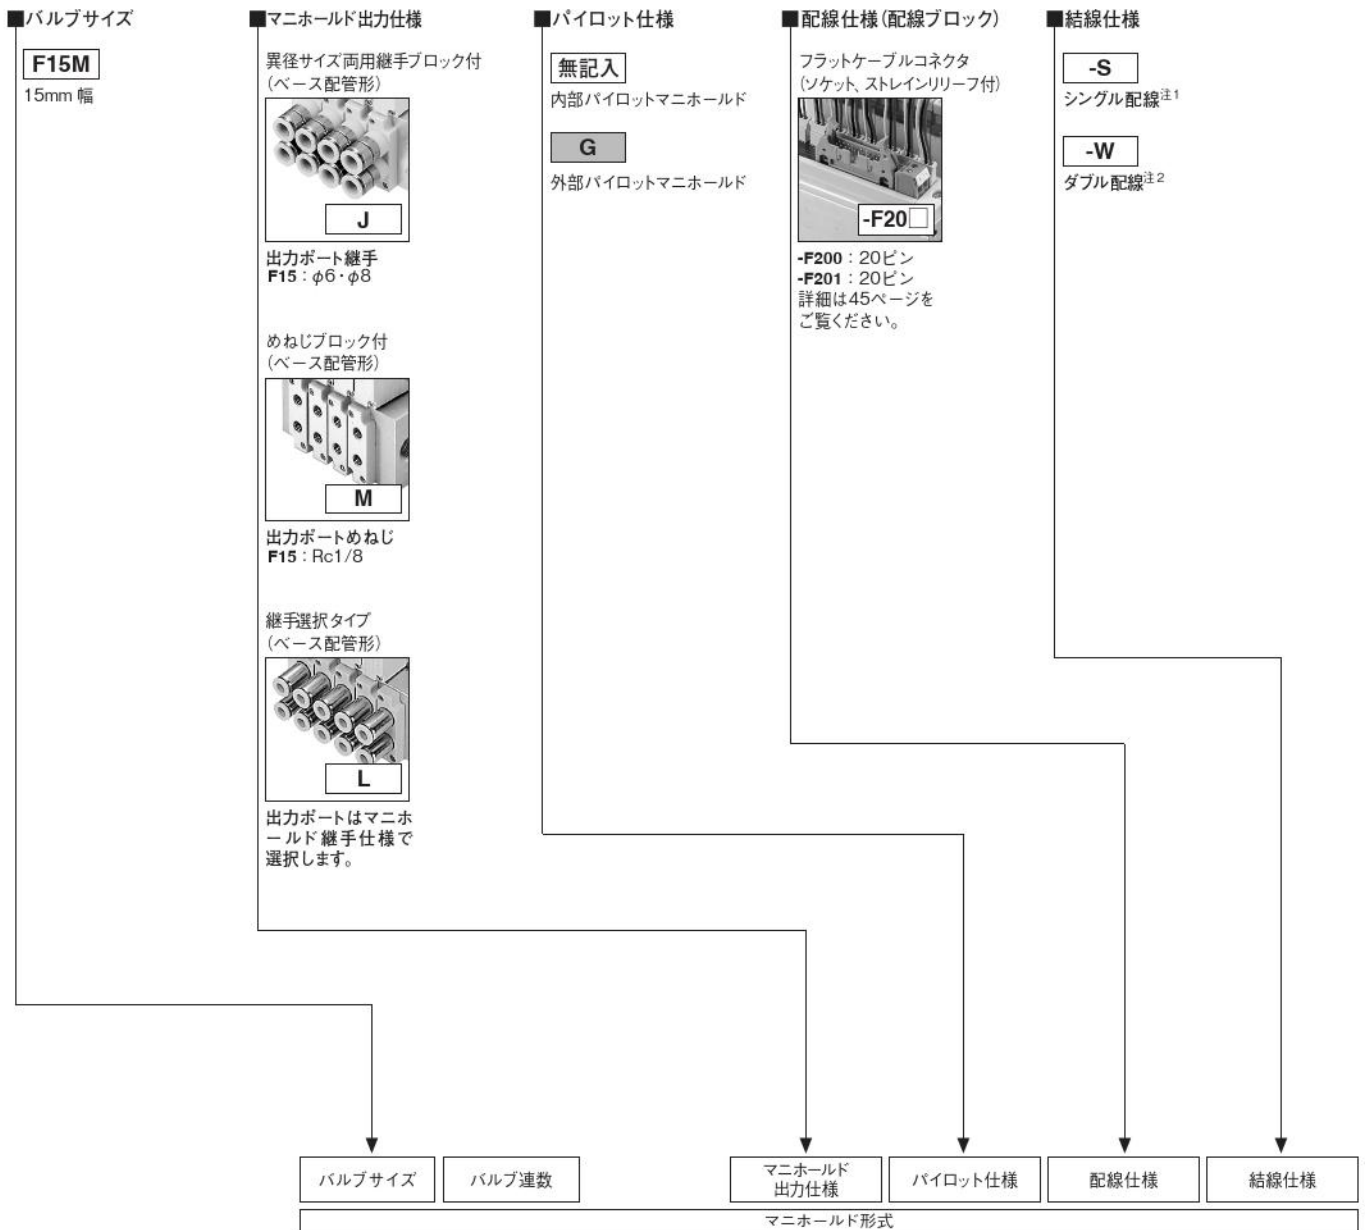 ■バルブサイズ
F15M
15mm 幅
■マニホールド出力仕様
異径サイズ両用継手ブロック付
(ベース配管形)
J
出力ポート継手
F15：φ6・φ8
めねじブロック付
(ベース配管形)
M
出力ポートめねじ
F15：Rc1/8
継手選択タイプ
(ベース配管形)
L
出力ポートはマニホ
ールド継手仕様で
選択します。
■パイロット仕様
無記入
内部パイロットマニホールド
G
外部パイロットマニホールド
■配線仕様(配線ブロック)
フラットケーブルコネクタ
(ソケット、ストレインリリーフ付)
-F20□
-F200：20ピン
-F201：20ピン
詳細は45ページを
ご覧ください。
■結線仕様
-S
シングル配線注1
-W
ダブル配線注2
バルブサイズ
バルブ連数
マニホールド
出力仕様
パイロット仕様
配線仕様
結線仕様
マニホールド形式